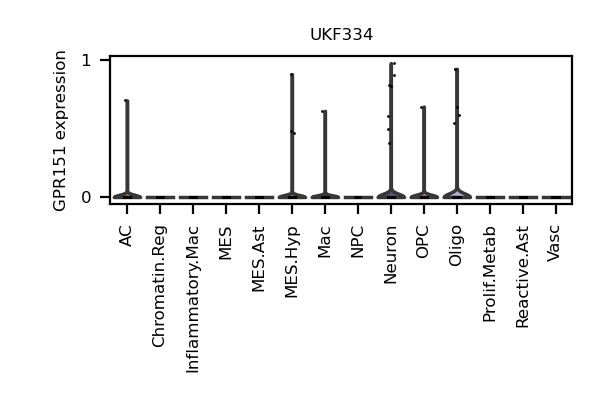 UKF334
GPR151 expression
1
0
AC
Chromatin.Reg
Inflammatory.Mac
MES
MES.Ast
MES.Hyp
Mac
NPC
Neuron
OPC
Oligo
Prolif.Metab
Reactive.Ast
Vasc